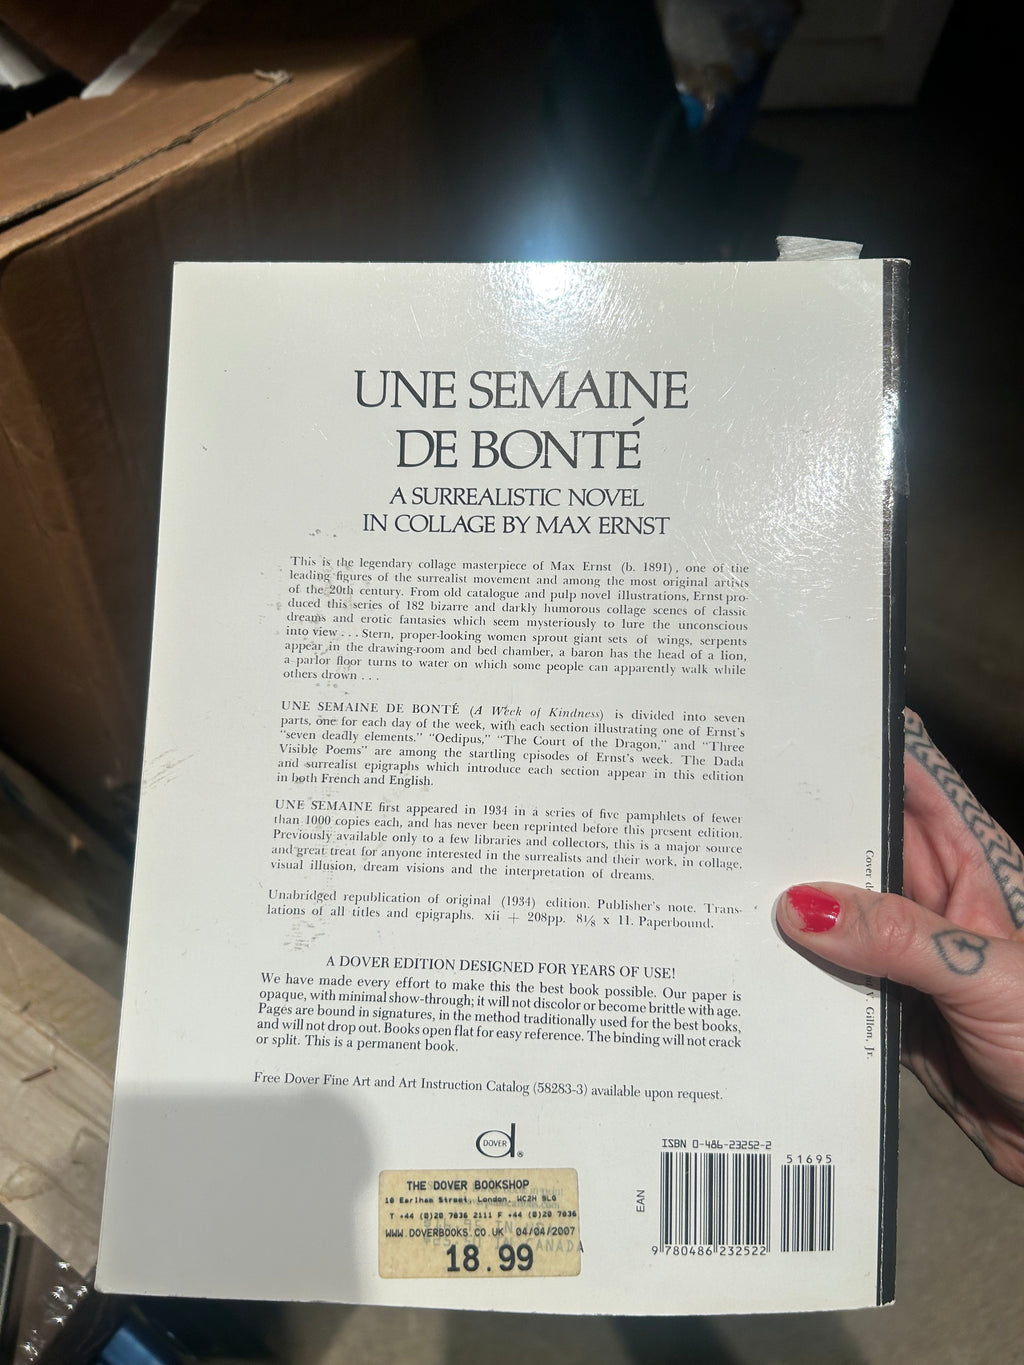 UNE SEMAINE
DE BONTÉ
A SURREALISTIC NOVEL
IN COLLAGE BY MAX ERNST
This is the legendary collage masterpiece of Max Ernst (b. 1891), one of the
leading figures of the surrealist movement and among the most original artists
of the 20th century. From old catalogue and pulp novel illustrations, Ernst pro-
duced this series of 182 bizarre and darkly humorous collage scenes of classic
dreams and erotic fantasies which seem mysteriously to lure the unconscious
into view . . . Stern, proper-looking women sprout giant sets of wings, serpents
appear in the drawing-room and bed chamber, a baron has the head of a lion,
a parlor floor turns to water on which some people can apparently walk while
others drown . . .
UNE SEMAINE DE BONTÉ (A Week of Kindness) is divided into seven
parts, one for each day of the week, with each section illustrating one of Ernst's
"seven deadly elements." "Oedipus," "The Court of the Dragon," and "Three
Visible Poems" are among the startling episodes of Ernst's week. The Dada
and surrealist epigraphs which introduce each section appear in this edition
in both French and English.
UNE SEMAINE first appeared in 1934 in a series of five pamphlets of fewer
than 1000 copies each, and has never been reprinted before this present edition.
Previously available only to a few libraries and collectors, this is a major source
and great treat for anyone interested in the surrealists and their work, in collage,
visual illusion, dream visions and the interpretation of dreams.
Unabridged republication of original (1934) edition. Publisher's note. Trans-
lations of all titles and epigraphs. xii + 208pp. 8⅛ x 11. Paperbound.
A DOVER EDITION DESIGNED FOR YEARS OF USE!
We have made every effort to make this the best book possible. Our paper is
opaque, with minimal show-through; it will not discolor or become brittle with age.
Pages are bound in signatures, in the method traditionally used for the best books,
and will not drop out. Books open flat for easy reference. The binding will not crack
or split. This is a permanent book.
Free Dover Fine Art and Art Instruction Catalog (58283-3) available upon request.
DOVER
®
THE DOVER BOOKSHOP
18 Earlham Street, London, WC2H 9LG
T +44 (0)20 7836 2111 F +44 (0)20 7836
WWW.DOVERBOOKS.CO.UK 04/04/2007
18.99
IN CANADA
ISBN 0-486-23252-2
51695
EAN
9 780486 232522
Cover
V. Gillon, Jr.